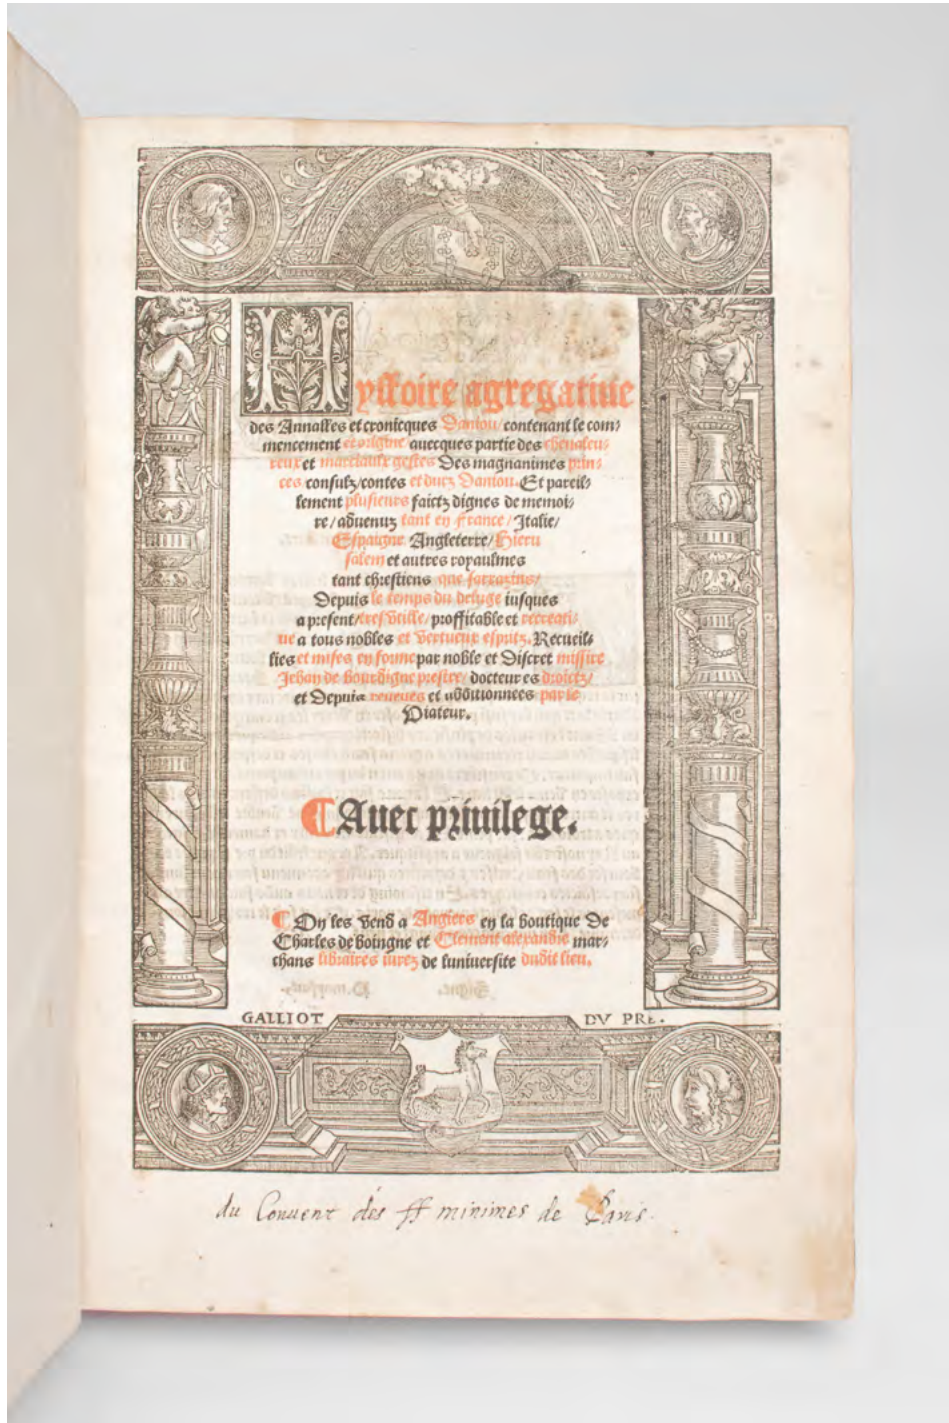 Hystoire agregatiue
des Annalles et cronicques Daniou/contenant le com-
mencement et origine auecques partie des cheualeu-
reux et marciaulx gestes Des magnanimes prin-
ces consulz/contes et ducz Daniou. Et pareil-
lement plusieurs faictz dignes de memoi-
re/aduenuz tant en france/Italie/
Espaigne Angleterre/Hieru
salem et autres royaulmes
tant chrestiens que sarrazins/
Depuis le temps du deluge iusques
a present/tres vtille/proffitable et recreati-
ue a tous nobles et vertueux espritz. Recueil-
lies et mises en forme par noble et Discret missire
Jehan de Bourdigne prestre/docteur es droictz/
et Depuis reueues et additionnees par le
Viateur.
¶Auec priuilege.
¶On les vend a Angiers en la boutique De
Charles de boingne et Clement alexandre mar-
chans libraires iurez de luniuersite dudit lieu.
GALLIOT DV PRE.
du Conuent des ff minimes de Paris.